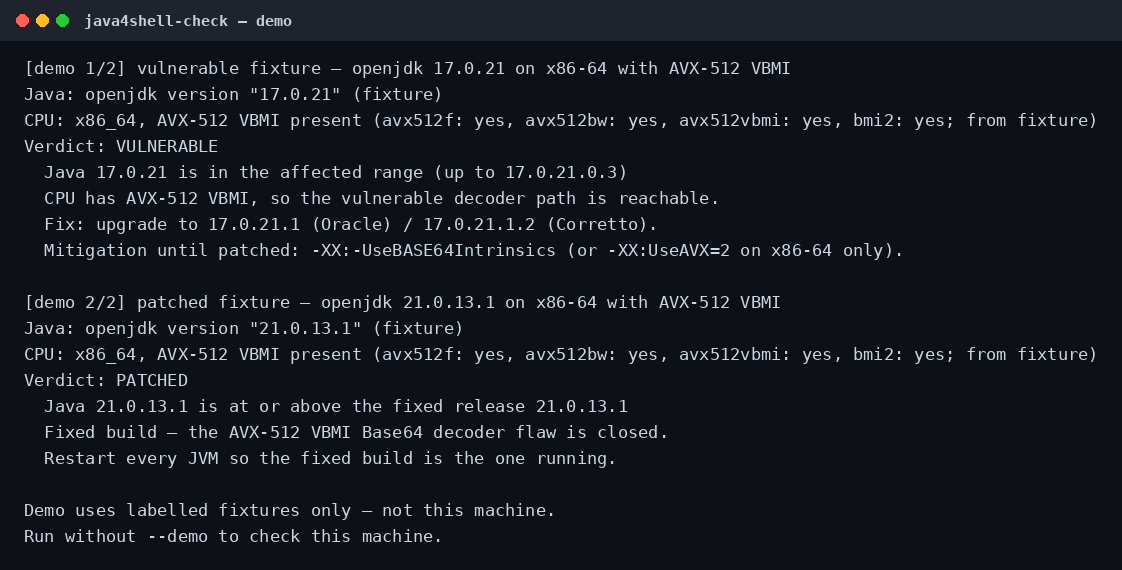 java4shell-check — demo
[demo 1/2] vulnerable fixture — openjdk 17.0.21 on x86-64 with AVX-512 VBMI
Java: openjdk version "17.0.21" (fixture)
CPU: x86_64, AVX-512 VBMI present (avx512f: yes, avx512bw: yes, avx512vbmi: yes, bmi2: yes; from fixture)
Verdict: VULNERABLE
  Java 17.0.21 is in the affected range (up to 17.0.21.0.3)
  CPU has AVX-512 VBMI, so the vulnerable decoder path is reachable.
  Fix: upgrade to 17.0.21.1 (Oracle) / 17.0.21.1.2 (Corretto).
  Mitigation until patched: -XX:-UseBASE64Intrinsics (or -XX:UseAVX=2 on x86-64 only).
[demo 2/2] patched fixture — openjdk 21.0.13.1 on x86-64 with AVX-512 VBMI
Java: openjdk version "21.0.13.1" (fixture)
CPU: x86_64, AVX-512 VBMI present (avx512f: yes, avx512bw: yes, avx512vbmi: yes, bmi2: yes; from fixture)
Verdict: PATCHED
  Java 21.0.13.1 is at or above the fixed release 21.0.13.1
  Fixed build — the AVX-512 VBMI Base64 decoder flaw is closed.
  Restart every JVM so the fixed build is the one running.
Demo uses labelled fixtures only — not this machine.
Run without --demo to check this machine.